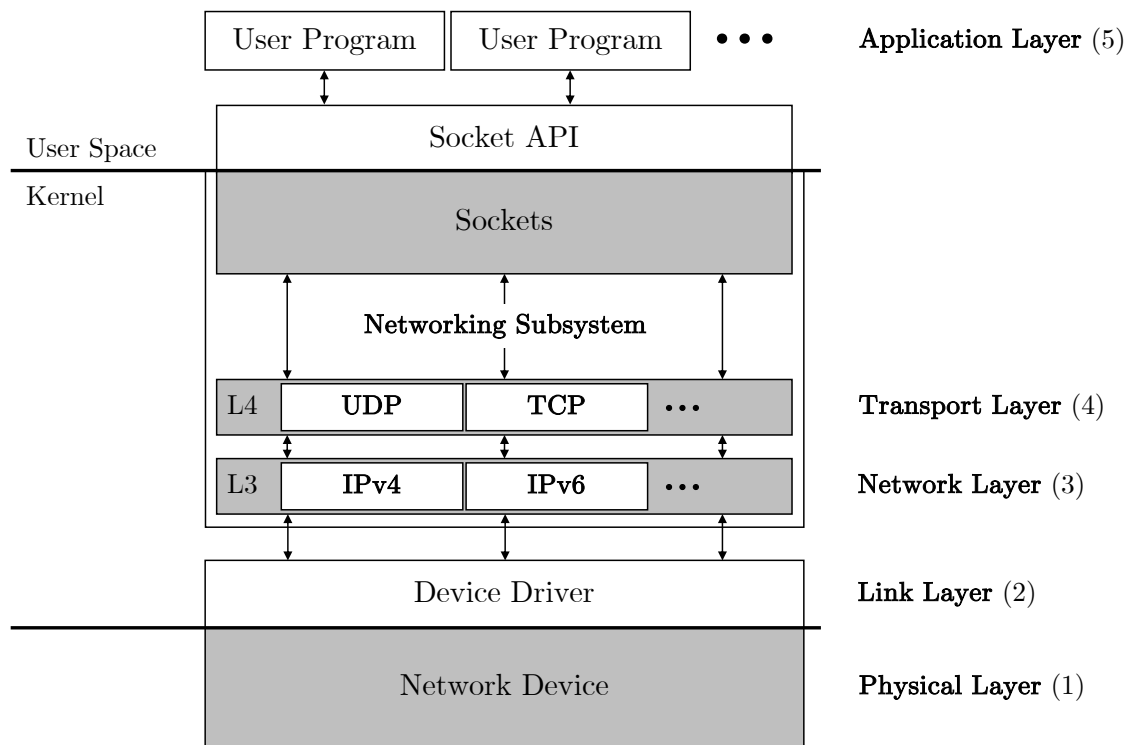 User Program
User Program
• • •
Application Layer (5)
Socket API
User Space
Kernel
Sockets
Networking Subsystem
L4
UDP
TCP
• • •
Transport Layer (4)
L3
IPv4
IPv6
• • •
Network Layer (3)
Device Driver
Link Layer (2)
Network Device
Physical Layer (1)